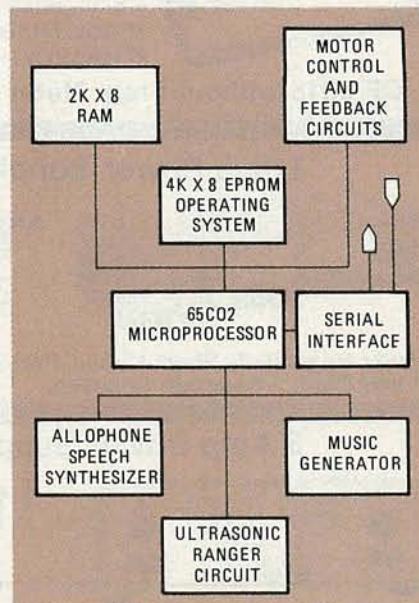 2K X 8
RAM
MOTOR
CONTROL
AND
FEEDBACK
CIRCUITS
4K X 8 EPROM
OPERATING
SYSTEM
65CO2
MICROPROCESSOR
SERIAL
INTERFACE
ALLOPHONE
SPEECH
SYNTHESIZER
MUSIC
GENERATOR
ULTRASONIC
RANGER
CIRCUIT